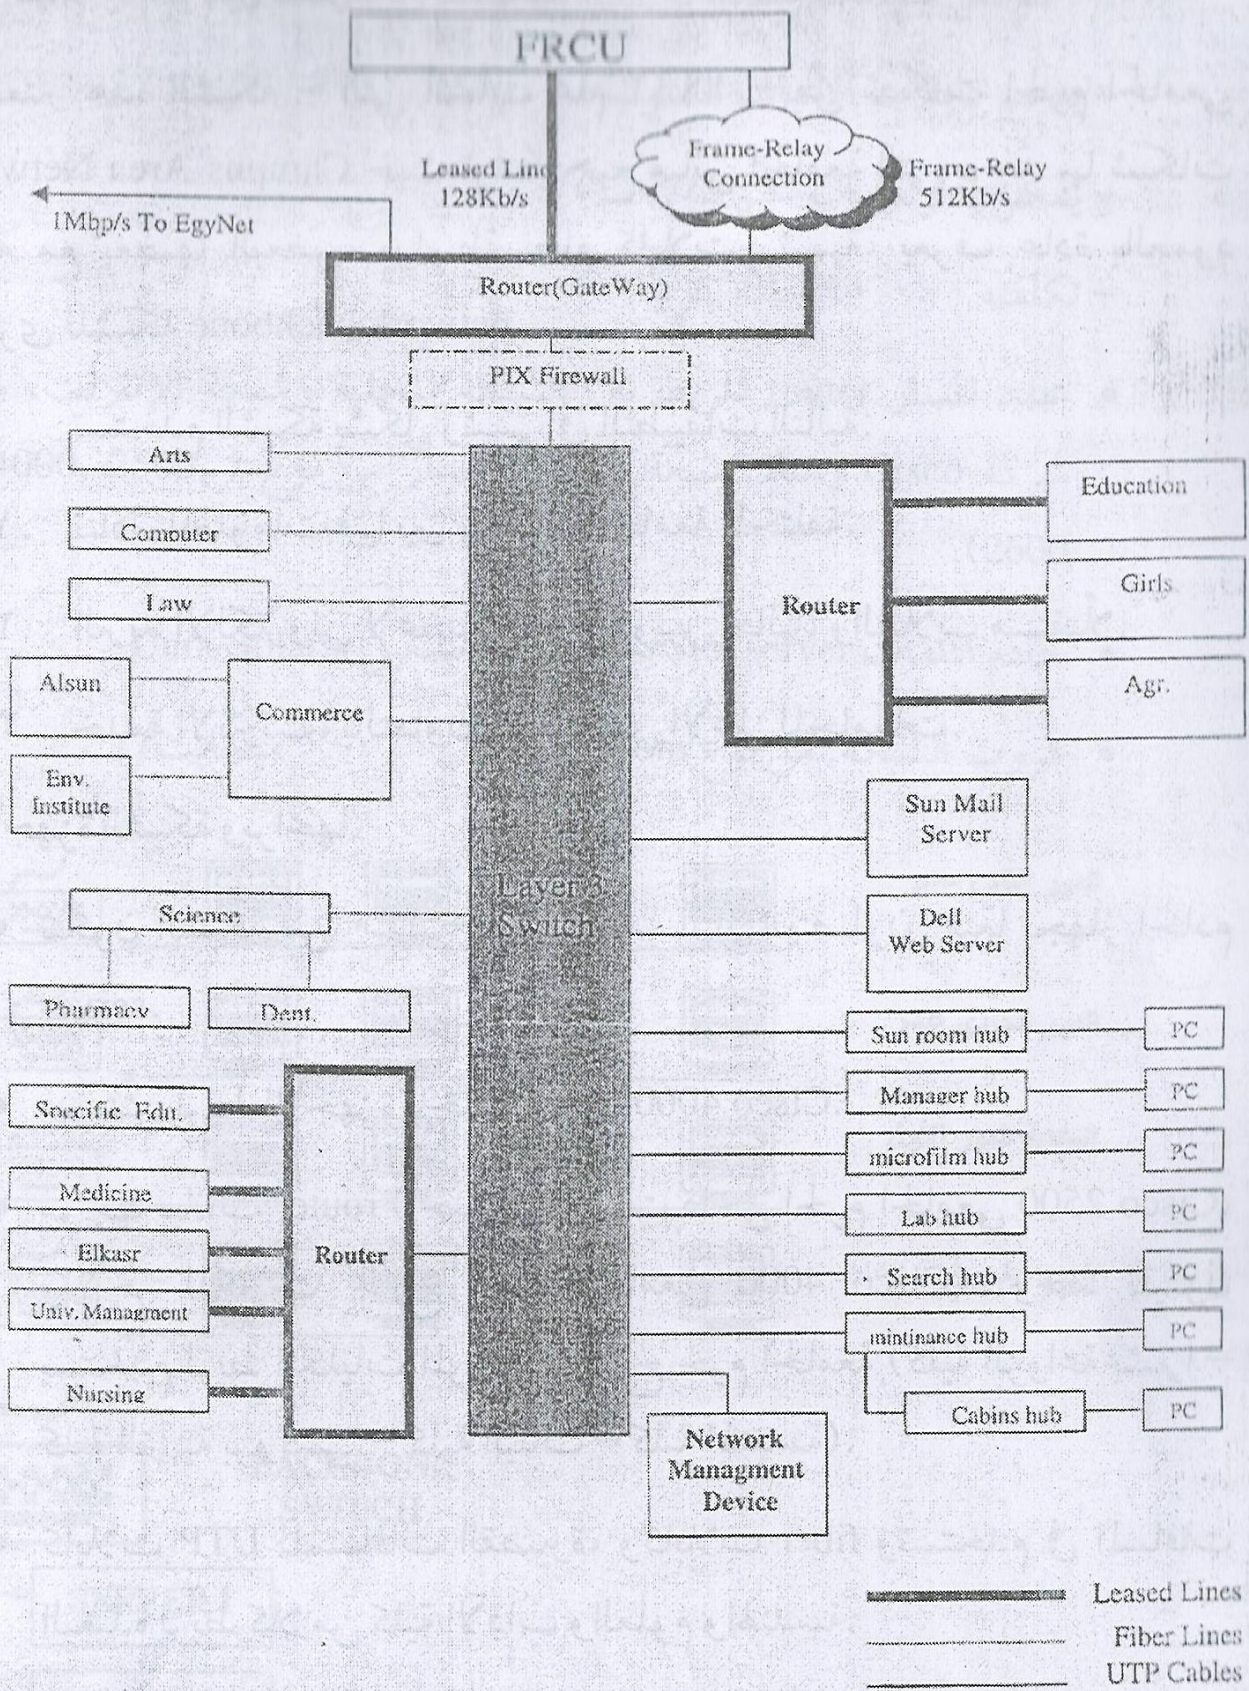 FRCU
Frame-Relay
Connection
Leased Line
128Kb/s
Frame-Relay
512Kb/s
1Mbp/s To EgyNet
Router(GateWay)
PIX Firewall
Arts
Computer
Law
Alsun
Commerce
Env.
Institute
Science
Pharmacy
Dent.
Specific Edu.
Medicine
Elkasr
Univ. Managment
Nursing
Router
Layer 3
Switch
Router
Education
Girls
Agr.
Sun Mail
Server
Dell
Web Server
Sun room hub
PC
Manager hub
PC
microfilm hub
PC
Lab hub
PC
Search hub
PC
mintinance hub
PC
Cabins hub
PC
Network
Managment
Device
Leased Lines
Fiber Lines
UTP Cables